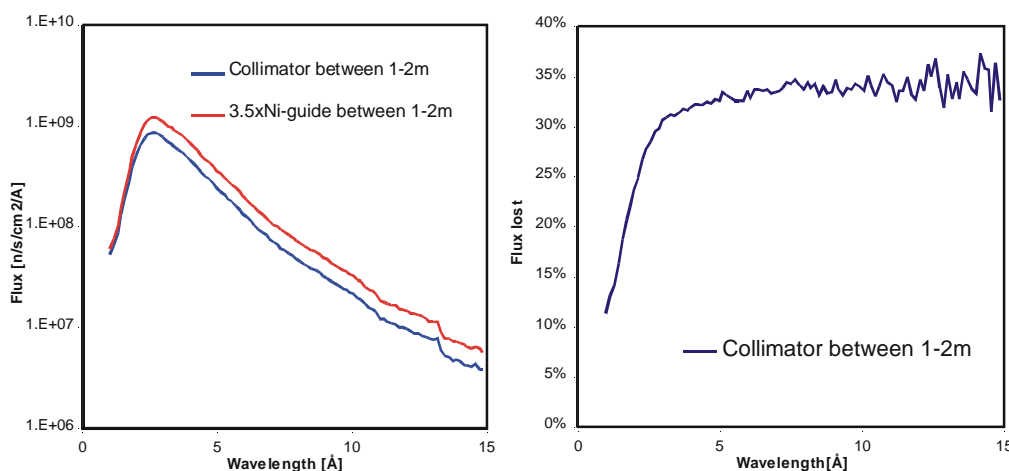 1.E+10
1.E+09
1.E+08
1.E+07
1.E+06
Flux [n/s/cm2/A]
Collimator between 1-2m
3.5xNi-guide between 1-2m
0
5
10
15
Wavelength [Å]
40%
35%
30%
25%
20%
15%
10%
5%
0%
Flux lost
Collimator between 1-2m
0
5
10
15
Wavelength [Å]